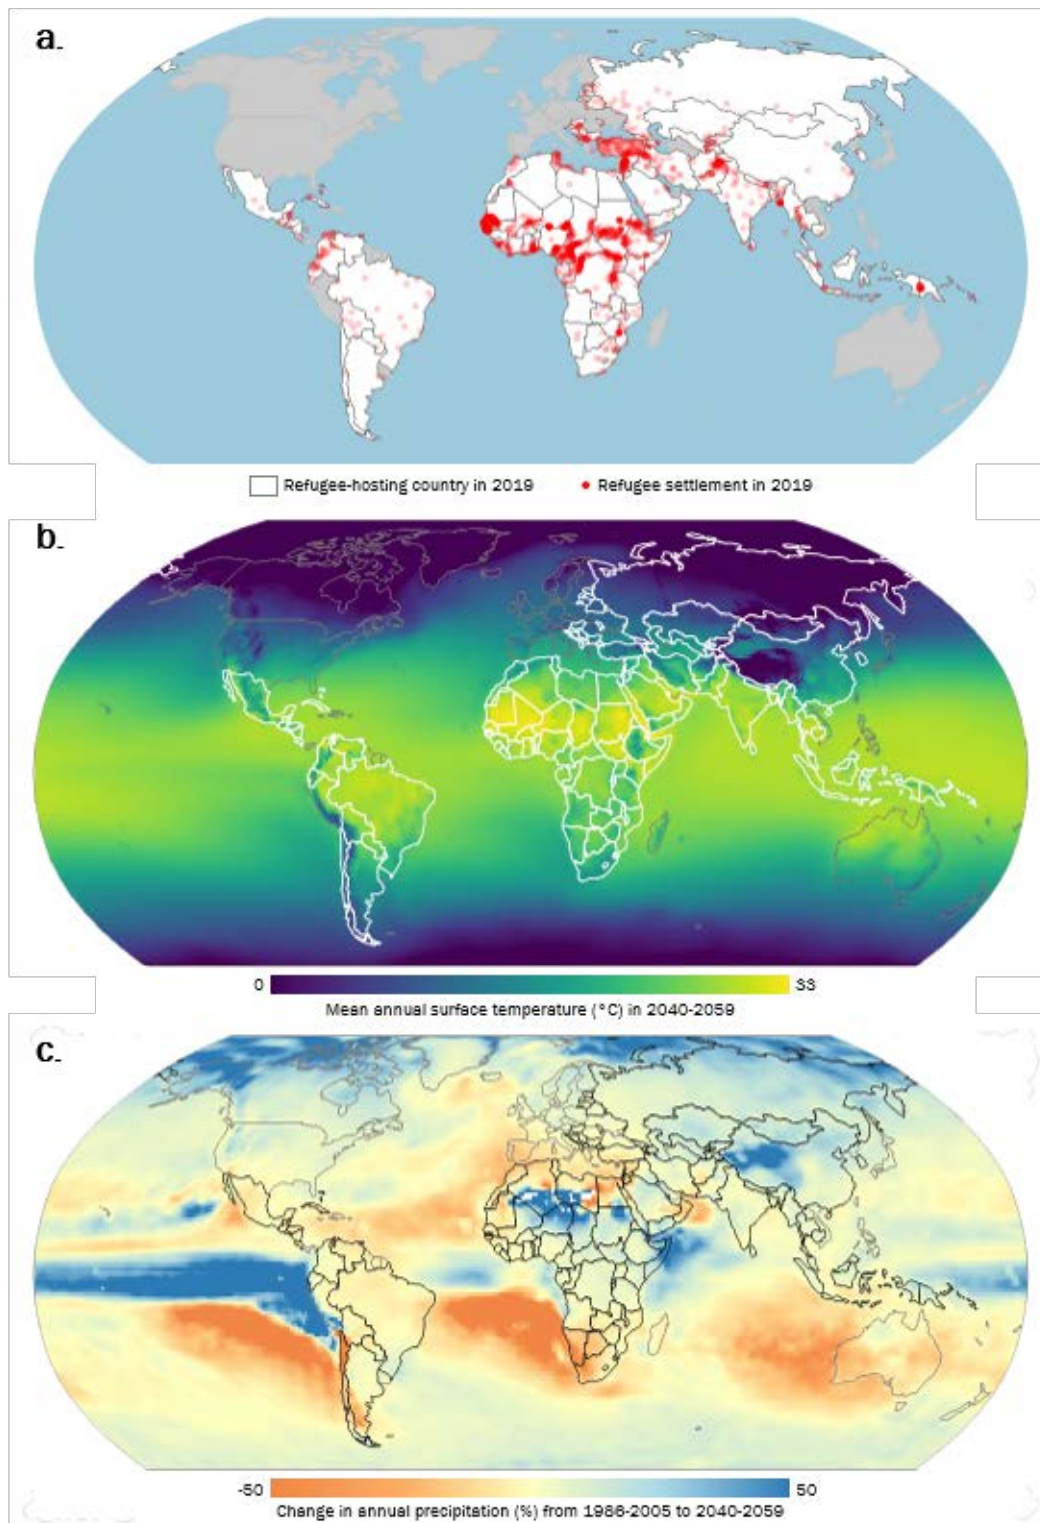 a.
Refugee-hosting country in 2019
Refugee settlement in 2019
b.
0
33
Mean annual surface temperature (°C) in 2040-2059
c.
-50
50
Change in annual precipitation (%) from 1986-2005 to 2040-2059